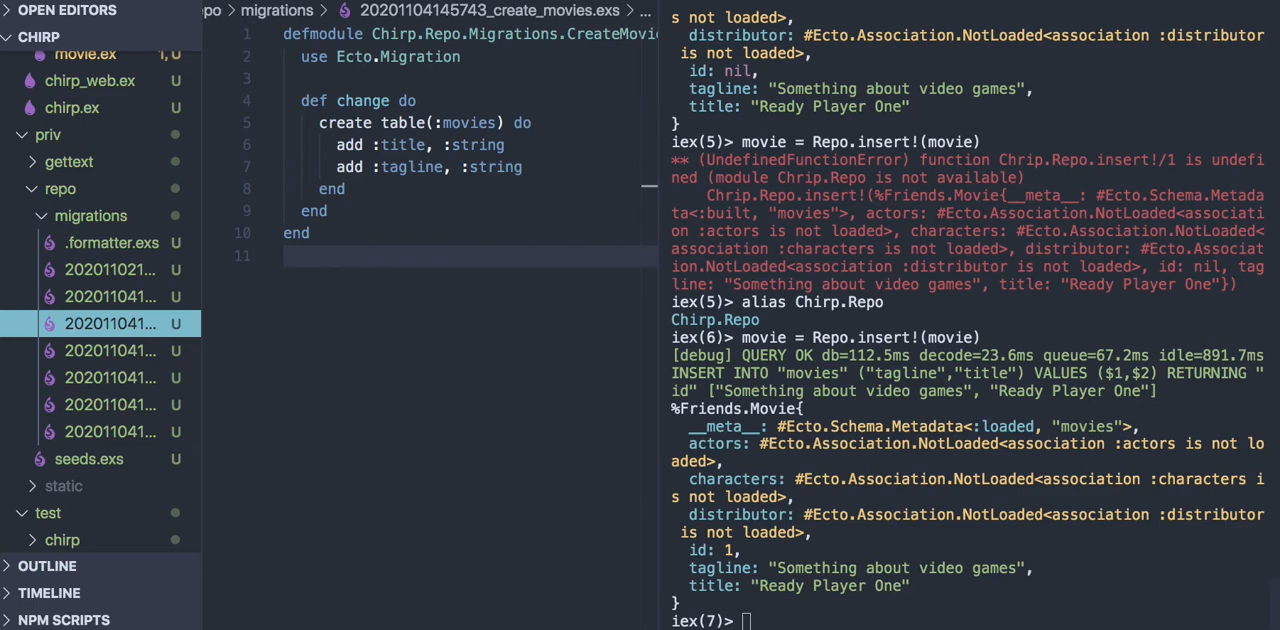 OPEN EDITORS
CHIRP
movie.ex 1, U
chirp_web.ex U
chirp.ex U
priv
gettext
repo
migrations
.formatter.exs U
202011021... U
202011041... U
202011041... U
202011041... U
202011041... U
202011041... U
202011041... U
seeds.exs U
static
test
chirp
OUTLINE
TIMELINE
NPM SCRIPTS
po > migrations > 20201104145743_create_movies.exs > ...
1 defmodule Chirp.Repo.Migrations.CreateMovie
2 use Ecto.Migration
3
4 def change do
5 create table(:movies) do
6 add :title, :string
7 add :tagline, :string
8 end
9 end
10 end
11
s not loaded>,
distributor: #Ecto.Association.NotLoaded<association :distributor
is not loaded>,
id: nil,
tagline: "Something about video games",
title: "Ready Player One"
}
iex(5)> movie = Repo.insert!(movie)
** (UndefinedFunctionError) function Chirp.Repo.insert!/1 is undefi
ned (module Chirp.Repo is not available)
Chirp.Repo.insert!(%Friends.Movie{__meta__: #Ecto.Schema.Metada
ta<:built, "movies">, actors: #Ecto.Association.NotLoaded<associati
on :actors is not loaded>, characters: #Ecto.Association.NotLoaded<
association :characters is not loaded>, distributor: #Ecto.Associat
ion.NotLoaded<association :distributor is not loaded>, id: nil, tag
line: "Something about video games", title: "Ready Player One"})
iex(5)> alias Chirp.Repo
Chirp.Repo
iex(6)> movie = Repo.insert!(movie)
[debug] QUERY OK db=112.5ms decode=23.6ms queue=67.2ms idle=891.7ms
INSERT INTO "movies" ("tagline","title") VALUES ($1,$2) RETURNING "
id" ["Something about video games", "Ready Player One"]
%Friends.Movie{
__meta__: #Ecto.Schema.Metadata<:loaded, "movies">,
actors: #Ecto.Association.NotLoaded<association :actors is not lo
aded>,
characters: #Ecto.Association.NotLoaded<association :characters i
s not loaded>,
distributor: #Ecto.Association.NotLoaded<association :distributor
is not loaded>,
id: 1,
tagline: "Something about video games",
title: "Ready Player One"
}
iex(7)>